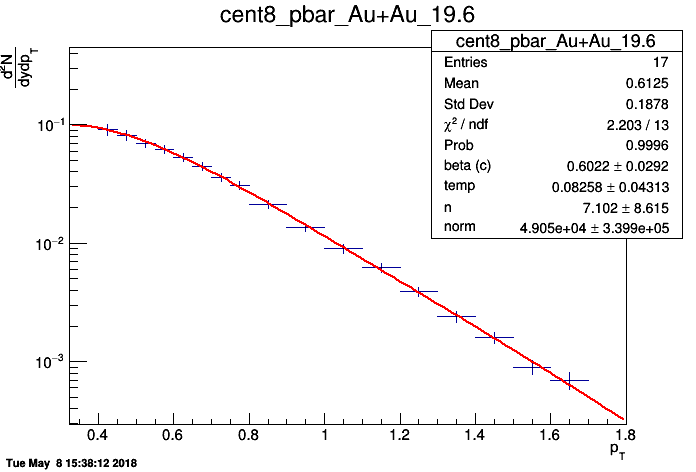 cent8_pbar_Au+Au_19.6
d²N
dydp_T
cent8_pbar_Au+Au_19.6
Entries 17
Mean 0.6125
Std Dev 0.1878
χ² / ndf 2.203 / 13
Prob 0.9996
beta (c) 0.6022 ± 0.0292
temp 0.08258 ± 0.04313
n 7.102 ± 8.615
norm 4.905e+04 ± 3.399e+05
10⁻¹
10⁻²
10⁻³
0.4 0.6 0.8 1 1.2 1.4 1.6 1.8
p_T
Tue May 8 15:38:12 2018